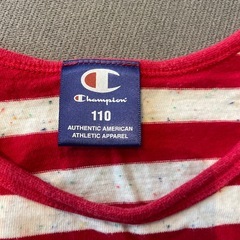 Champion
110
AUTHENTIC AMERICAN
ATHLETIC APPAREL